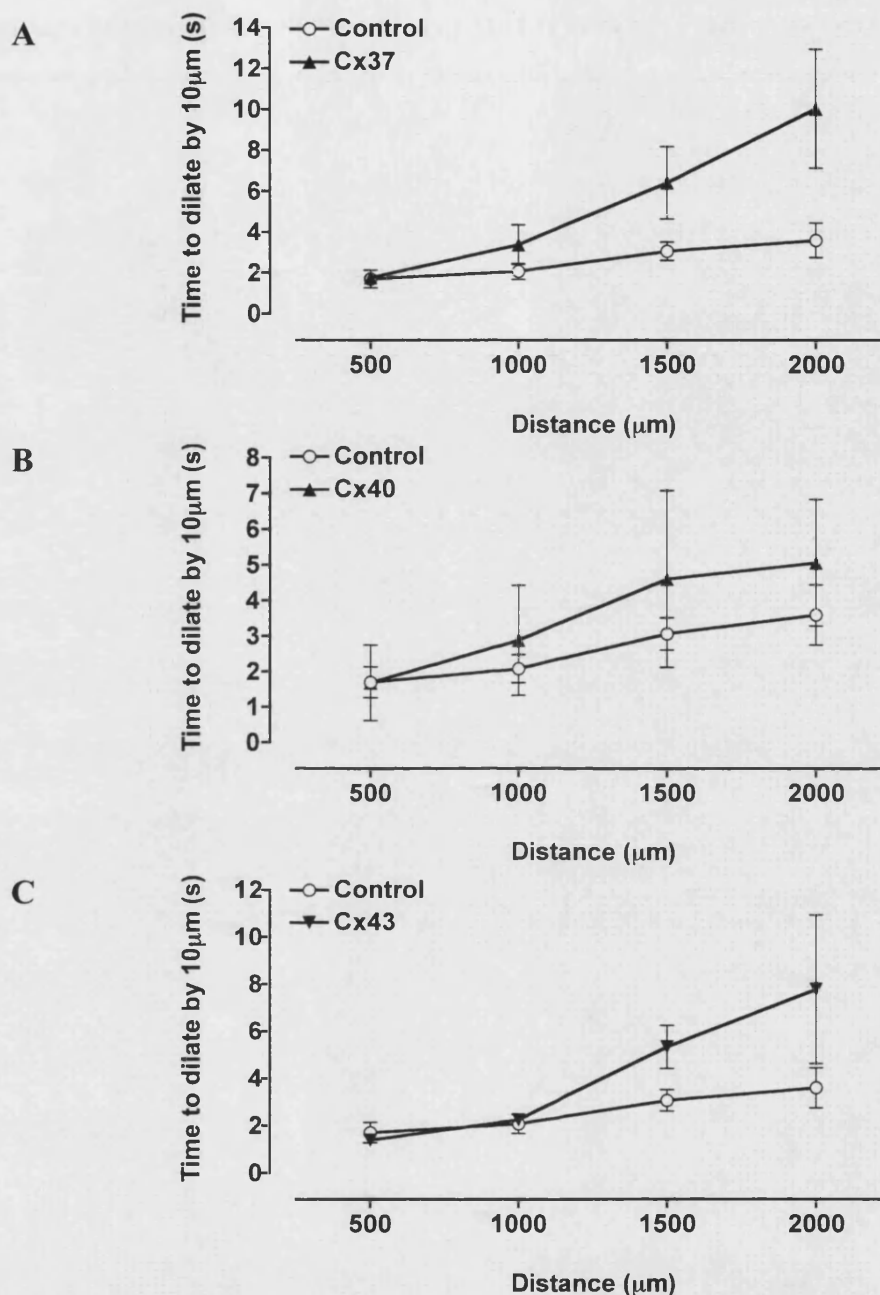 A
Time to dilate by 10μm (s)
14
12
10
8
6
4
2
0
Control
Cx37
500 1000 1500 2000
Distance (μm)
B
Time to dilate by 10μm (s)
8
7
6
5
4
3
2
1
0
Control
Cx40
500 1000 1500 2000
Distance (μm)
C
Time to dilate by 10μm (s)
12
10
8
6
4
2
0
Control
Cx43
500 1000 1500 2000
Distance (μm)